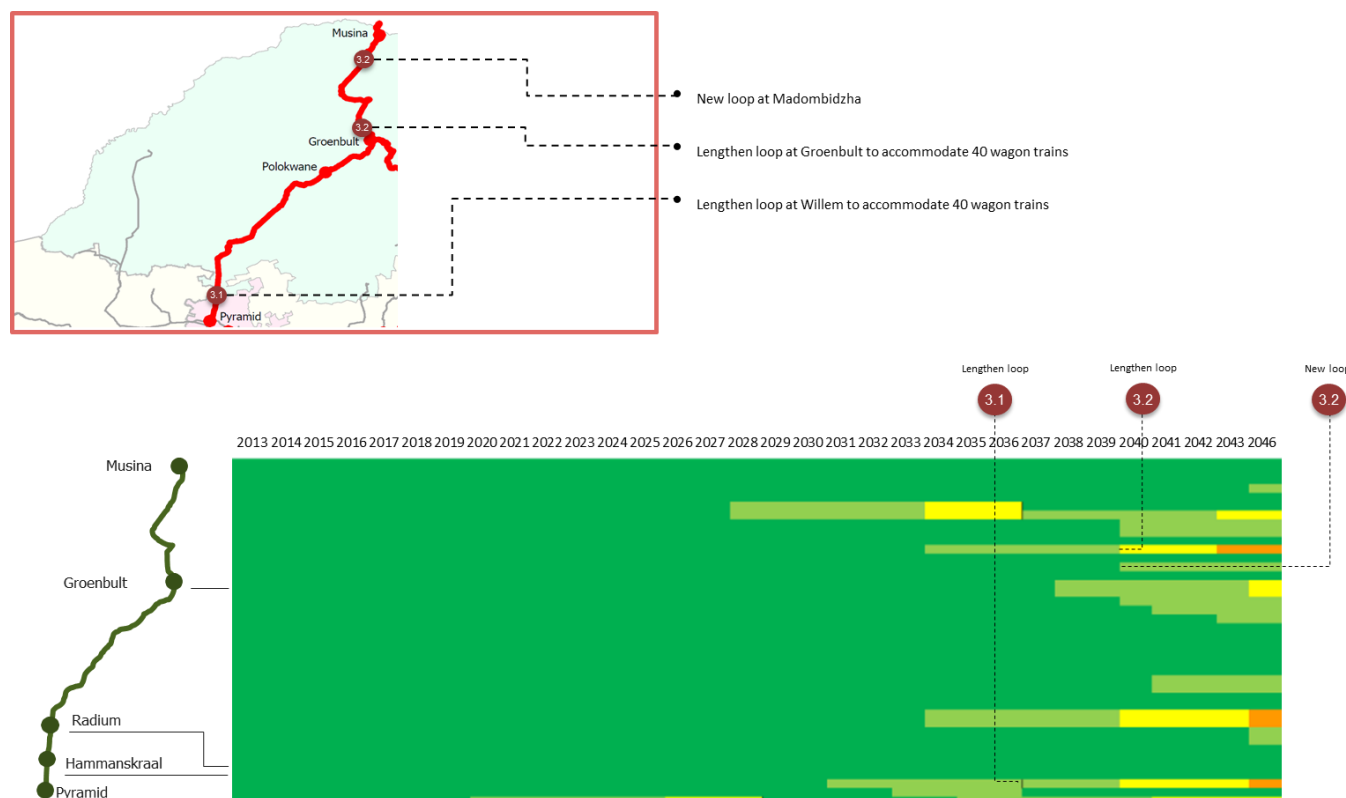 Musina
3.2
New loop at Madombidzha
3.2
Groenbult
Lengthen loop at Groenbult to accommodate 40 wagon trains
Polokwane
Lengthen loop at Willem to accommodate 40 wagon trains
3.1
Pyramid
Lengthen loop
Lengthen loop
New loop
3.1
3.2
3.2
2013 2014 2015 2016 2017 2018 2019 2020 2021 2022 2023 2024 2025 2026 2027 2028 2029 2030 2031 2032 2033 2034 2035 2036 2037 2038 2039 2040 2041 2042 2043 2046
Musina
Groenbult
Radium
Hammanskraal
Pyramid